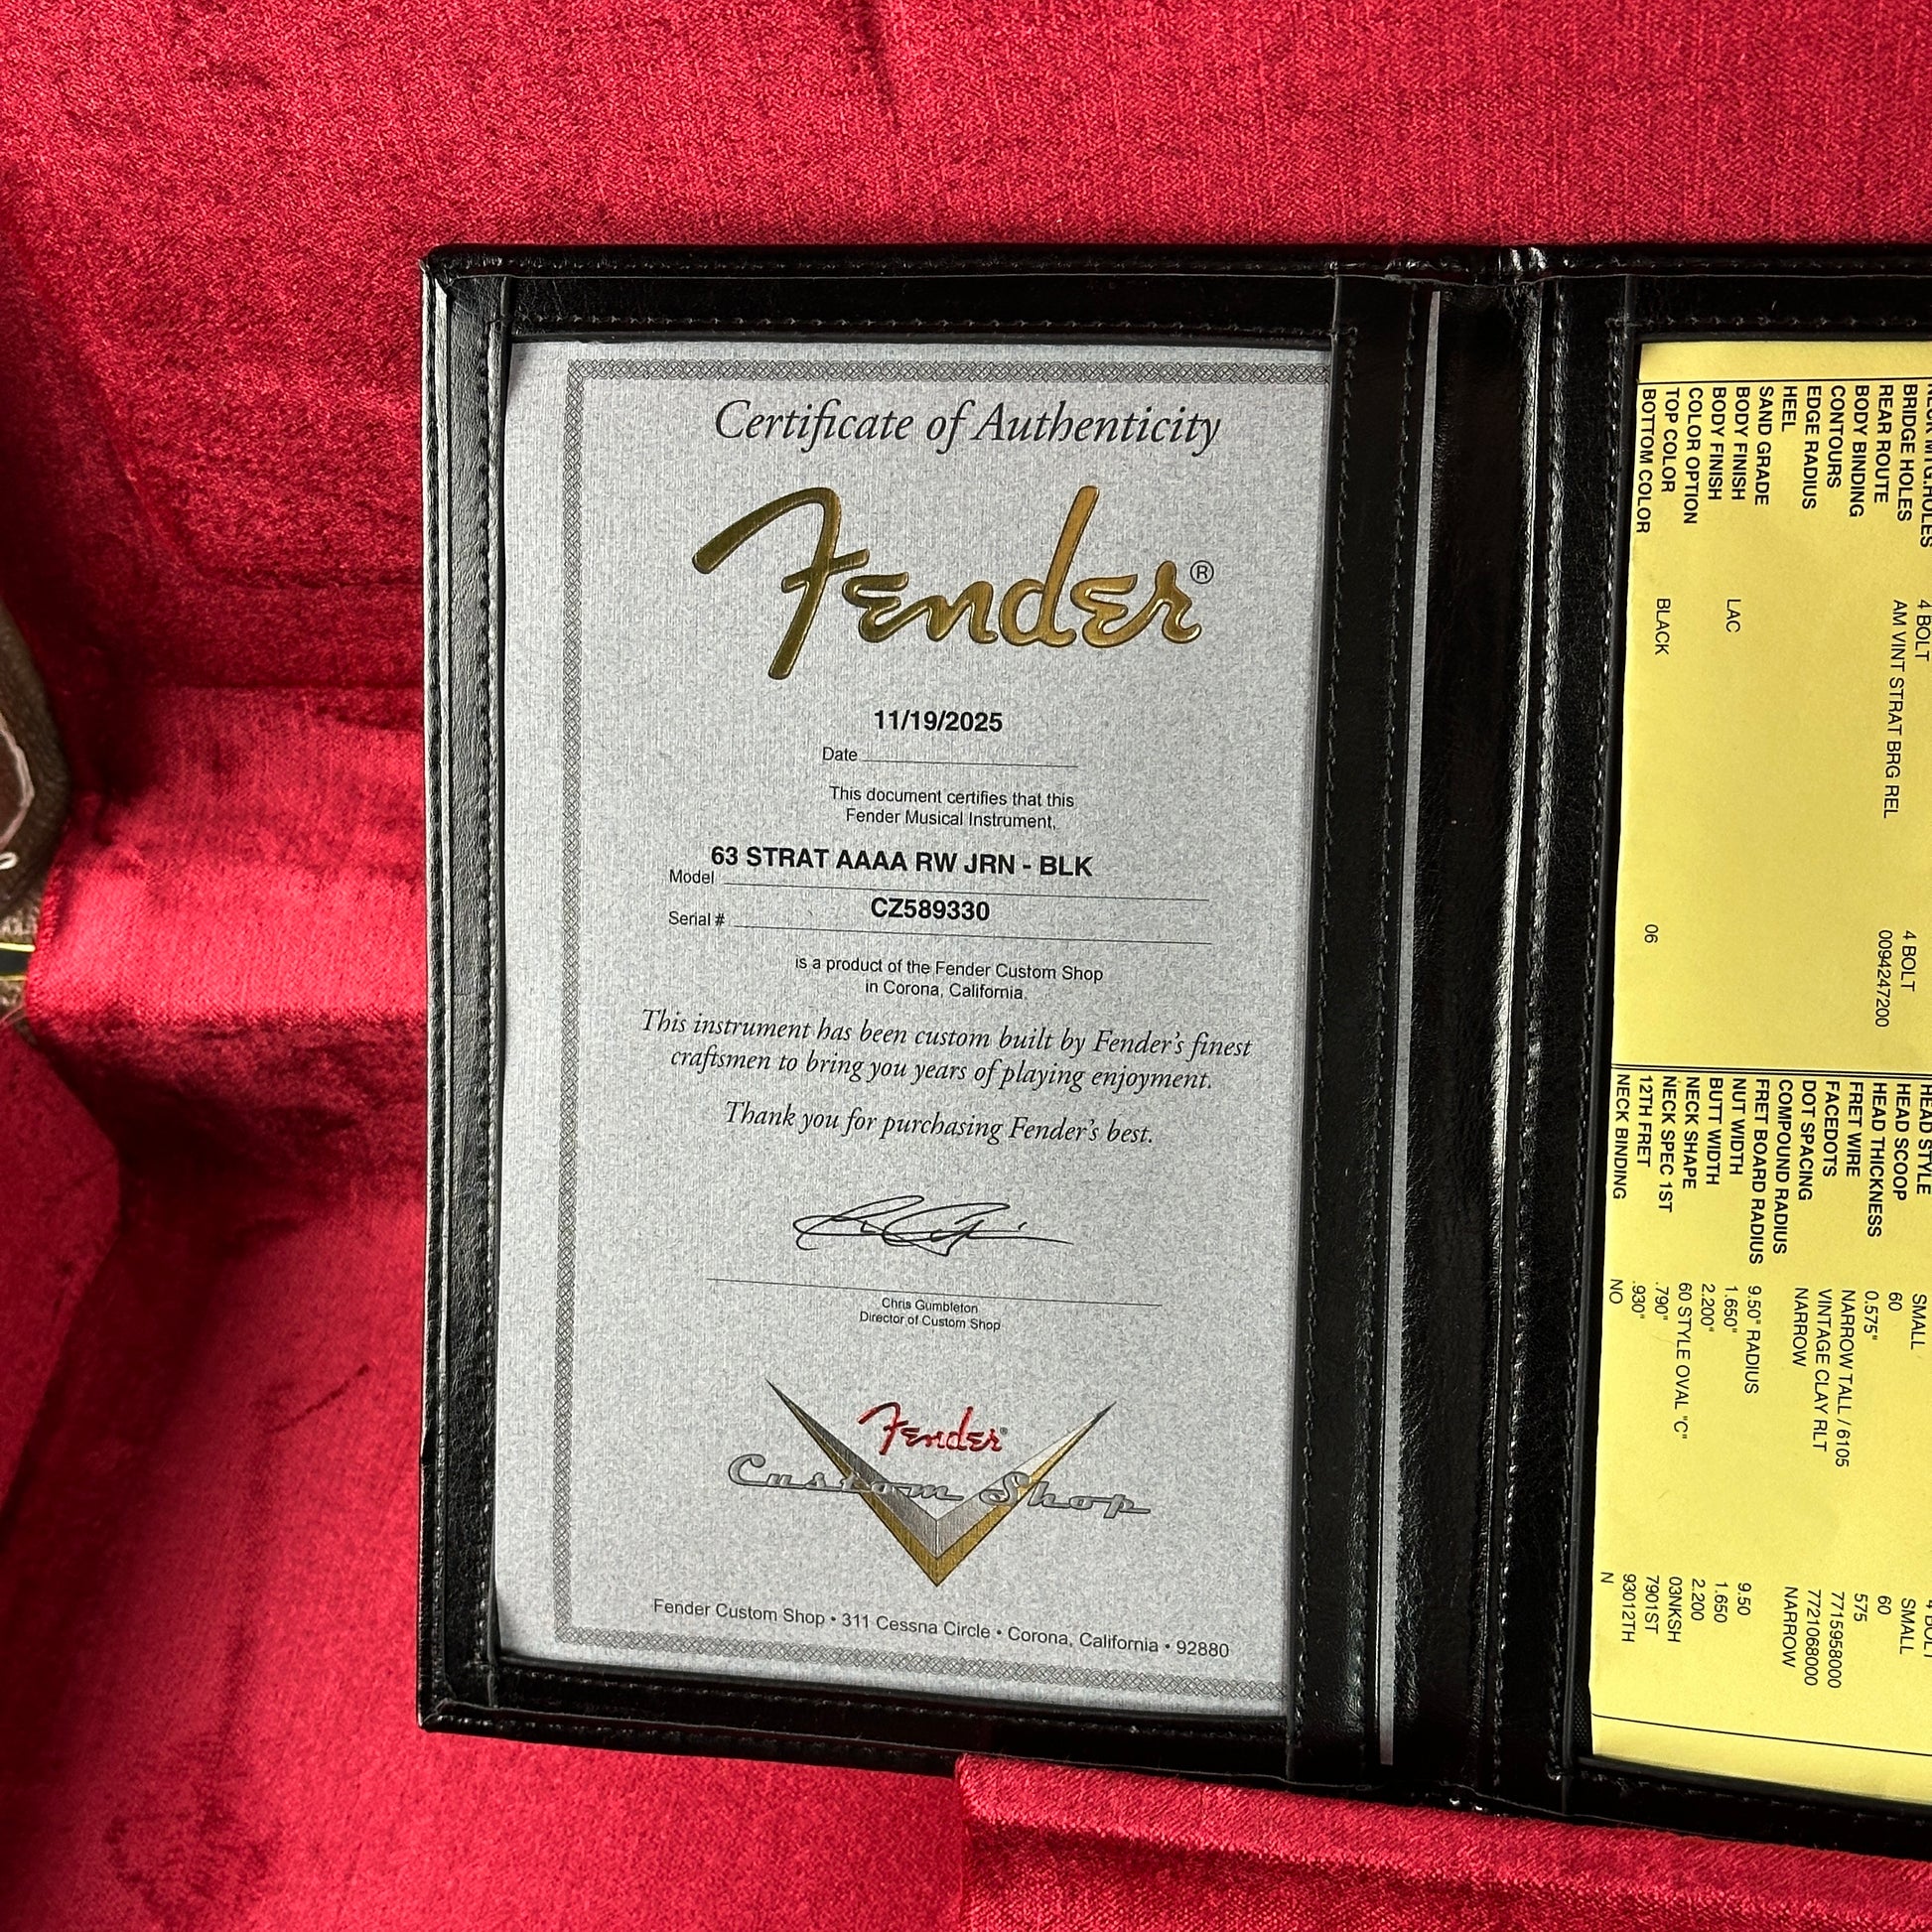 Certificate of Authenticity
Fender®
11/19/2025
Date
This document certifies that this
Fender Musical Instrument,
63 STRAT AAAA RW JRN - BLK
Model
CZ589330
Serial #
is a product of the Fender Custom Shop
in Corona, California.
This instrument has been custom built by Fender's finest
craftsmen to bring you years of playing enjoyment.
Thank you for purchasing Fender's best.
Chris Gumbleton
Director of Custom Shop
Fender
Custom Shop
Fender Custom Shop • 311 Cessna Circle • Corona, California • 92880
4 BOLT
BRIDGE HOLES 4 BOLT
REAR ROUTE AM VINT STRAT BRG REL 0094247200
BODY BINDING
CONTOURS
EDGE RADIUS
HEEL
SAND GRADE
BODY FINISH
BODY FINISH LAC
COLOR OPTION
TOP COLOR
BOTTOM COLOR BLACK 06
HEAD STYLE SMALL SMALL
HEAD SCOOP 60 60
HEAD THICKNESS 0.575" 575
FRET WIRE NARROW TALL / 6105 7715958000
FACEDOTS VINTAGE CLAY RLT 7721068000
DOT SPACING NARROW NARROW
COMPOUND RADIUS
FRET BOARD RADIUS 9.50" RADIUS 9.50
NUT WIDTH 1.650" 1.650
BUTT WIDTH 2.200" 2.200
NECK SHAPE 60 STYLE OVAL "C" 03NKSH
NECK SPEC 1ST .790" 7901ST
12TH FRET .930" 93012TH
NECK BINDING NO N